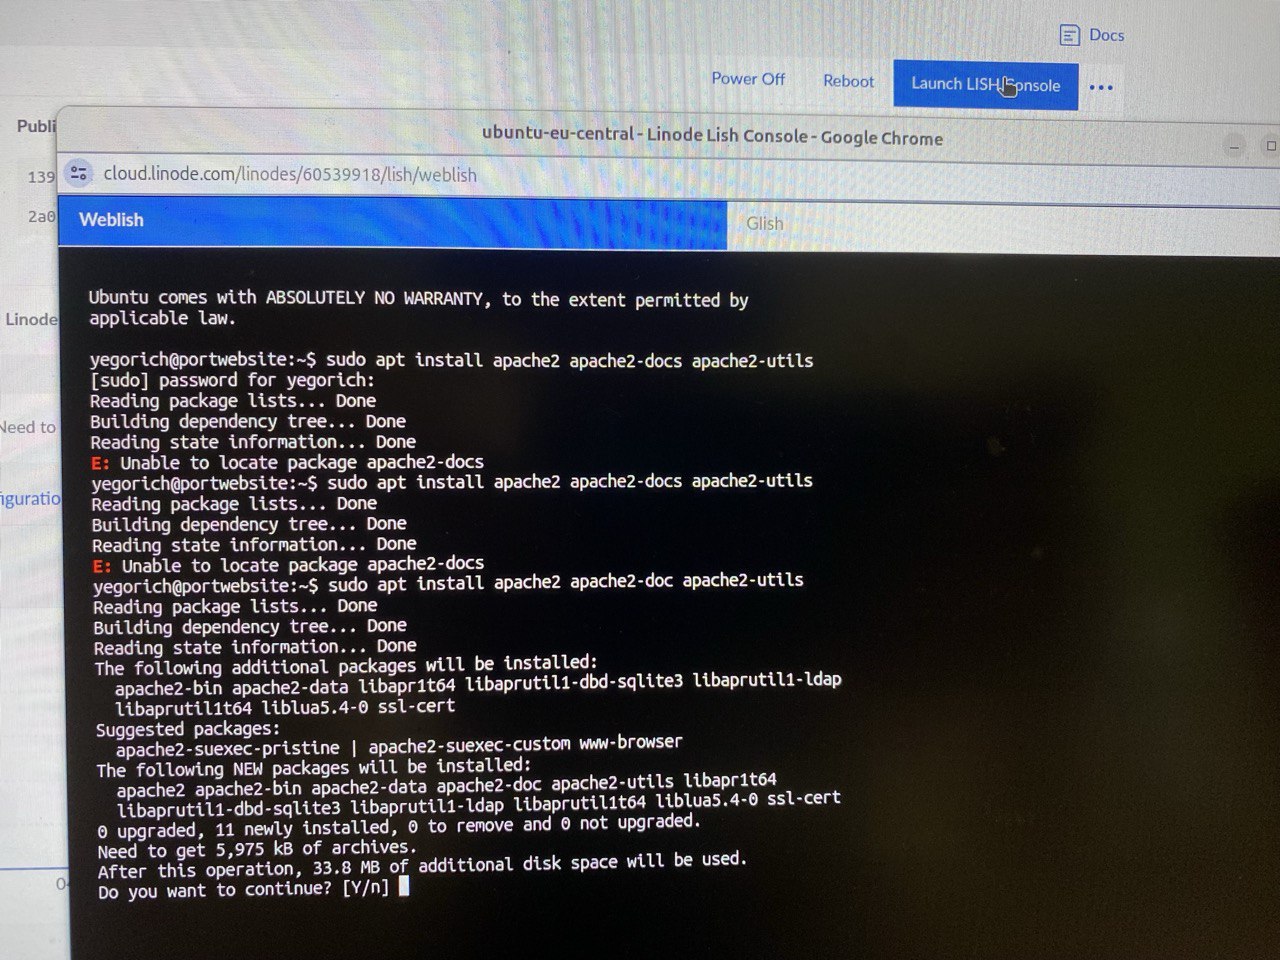 Docs
Power Off Reboot Launch LISH Console
ubuntu-eu-central - Linode Lish Console - Google Chrome
Publi
139
cloud.linode.com/linodes/60539918/lish/weblish
2a0
Weblish Glish
Linode
Need to
iguratio
Ubuntu comes with ABSOLUTELY NO WARRANTY, to the extent permitted by
applicable law.
yegorich@portwebsite:~$ sudo apt install apache2 apache2-docs apache2-utils
[sudo] password for yegorich:
Reading package lists... Done
Building dependency tree... Done
Reading state information... Done
E: Unable to locate package apache2-docs
yegorich@portwebsite:~$ sudo apt install apache2 apache2-docs apache2-utils
Reading package lists... Done
Building dependency tree... Done
Reading state information... Done
E: Unable to locate package apache2-docs
yegorich@portwebsite:~$ sudo apt install apache2 apache2-doc apache2-utils
Reading package lists... Done
Building dependency tree... Done
Reading state information... Done
The following additional packages will be installed:
apache2-bin apache2-data libapr1t64 libaprutil1-dbd-sqlite3 libaprutil1-ldap
libaprutil1t64 liblua5.4-0 ssl-cert
Suggested packages:
apache2-suexec-pristine | apache2-suexec-custom www-browser
The following NEW packages will be installed:
apache2 apache2-bin apache2-data apache2-doc apache2-utils libapr1t64
libaprutil1-dbd-sqlite3 libaprutil1-ldap libaprutil1t64 liblua5.4-0 ssl-cert
0 upgraded, 11 newly installed, 0 to remove and 0 not upgraded.
Need to get 5,975 kB of archives.
After this operation, 33.8 MB of additional disk space will be used.
Do you want to continue? [Y/n]